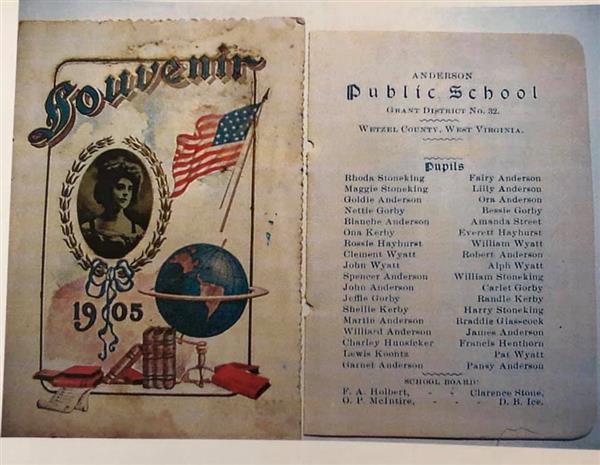 Souvenir
1905
ANDERSON
Public School
GRANT DISTRICT No. 32.
WETZEL COUNTY, WEST VIRGINIA.
Pupils
Rhoda Stoneking Fairy Anderson
Maggie Stoneking Lilly Anderson
Goldie Anderson Ora Anderson
Nettie Gorby Bessie Gorby
Blanche Anderson Amanda Street
Ona Kerby Everett Hayhurst
Rossie Hayhurst William Wyatt
Clement Wyatt Robert Anderson
John Wyatt Alph Wyatt
Spencer Anderson William Stoneking
John Anderson Carlet Gorby
Jeffie Gorby Randle Kerby
Shellie Kerby Harry Stoneking
Martin Anderson Braddie Glasscock
Williard Anderson James Anderson
Charley Hunsicker Francis Henthorn
Lewis Koontz Pat Wyatt
Garnet Anderson Pansy Anderson
SCHOOL BOARD:
F. A. Holbert, - - Clarence Stone,
O. P. McIntire, - - D. B. Ice.